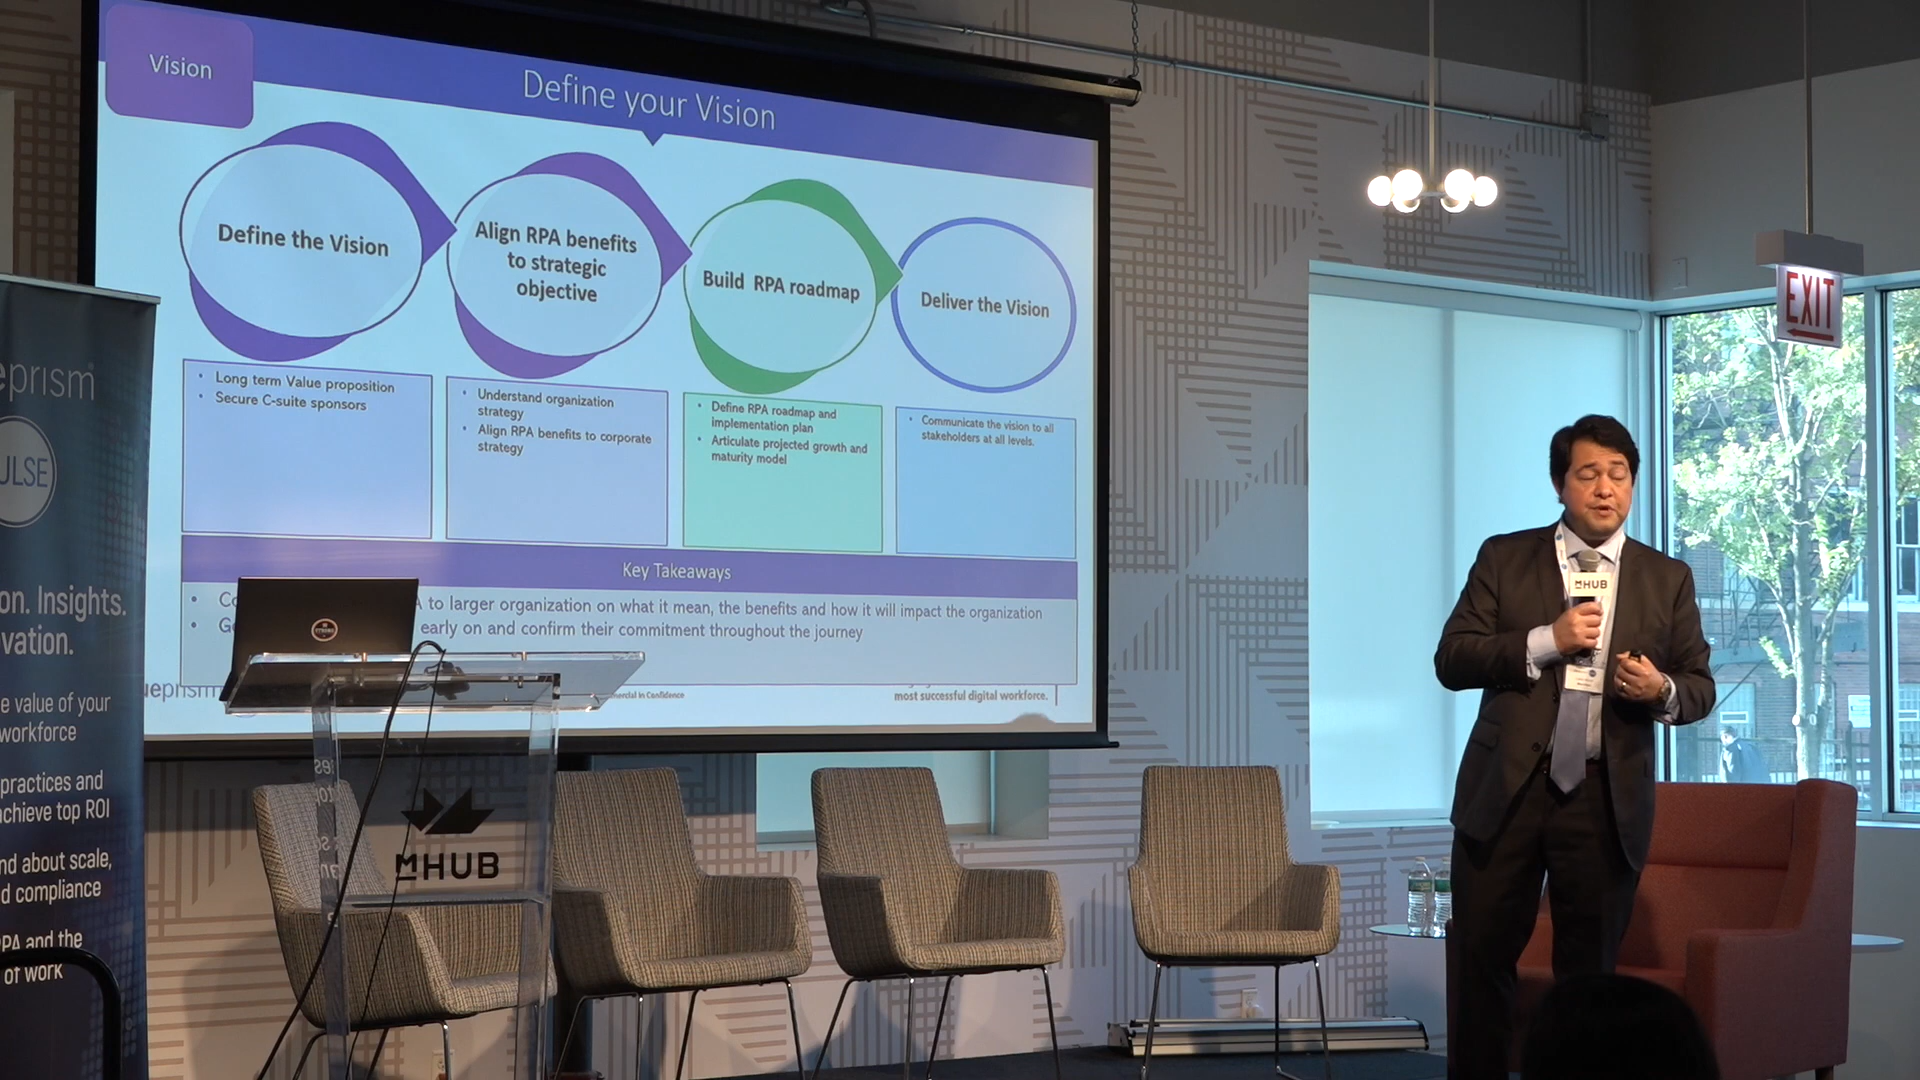 Vision
Define your Vision
Define the Vision
Align RPA benefits
to strategic
objective
Build RPA roadmap
Deliver the Vision
• Long term Value proposition
• Secure C-suite sponsors
• Understand organization
strategy
• Align RPA benefits to corporate
strategy
• Define RPA roadmap and
implementation plan
• Articulate projected growth and
maturity model
• Communicate the vision to all
stakeholders at all levels.
Key Takeaways
• Co A to larger organization on what it mean, the benefits and how it will impact the organization
• G early on and confirm their commitment throughout the journey
ueprism
mercial in Confidence
most successful digital workforce.
eprism
ULSE
on. Insights.
vation.
e value of your
workforce
practices and
achieve top ROI
nd about scale,
d compliance
PA and the
of work
mHUB
mHUB
EXIT